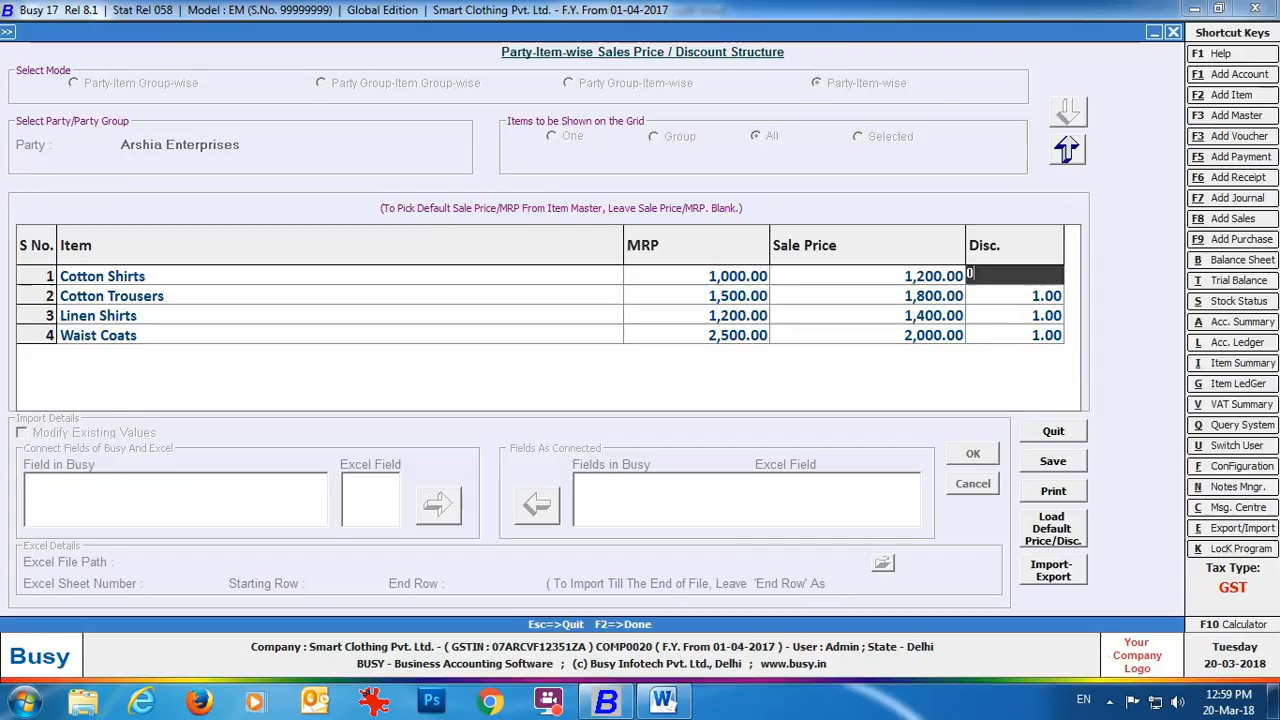 Busy 17 Rel 8.1 | Stat Rel 058 | Model : EM (S.No. 99999999) | Global Edition | Smart Clothing Pvt. Ltd. - F.Y. From 01-04-2017
>>
Party-Item-wise Sales Price / Discount Structure
Select Mode
Party-Item Group-wise Party Group-Item Group-wise Party Group-Item-wise Party-Item-wise
Select Party/Party Group
Party : Arshia Enterprises
Items to be Shown on the Grid
One Group All Selected
(To Pick Default Sale Price/MRP From Item Master, Leave Sale Price/MRP. Blank.)
S No. Item MRP Sale Price Disc.
1 Cotton Shirts 1,000.00 1,200.00 0
2 Cotton Trousers 1,500.00 1,800.00 1.00
3 Linen Shirts 1,200.00 1,400.00 1.00
4 Waist Coats 2,500.00 2,000.00 1.00
Import Details
Modify Existing Values
Connect Fields of Busy And Excel
Field in Busy Excel Field
Fields As Connected
Fields in Busy Excel Field
OK
Cancel
Excel Details
Excel File Path :
Excel Sheet Number : Starting Row : End Row : ( To Import Till The End of File, Leave 'End Row' As
Quit
Save
Print
Load
Default
Price/Disc.
Import-
Export
Esc=>Quit F2=>Done
Shortcut Keys
F1 Help
F1 Add Account
F2 Add Item
F3 Add Master
F3 Add Voucher
F5 Add Payment
F6 Add Receipt
F7 Add Journal
F8 Add Sales
F9 Add Purchase
B Balance Sheet
T Trial Balance
S Stock Status
A Acc. Summary
L Acc. Ledger
I Item Summary
G Item LedGer
V VAT Summary
Q Query System
U Switch User
F ConFiguration
N Notes Mngr.
C Msg. Centre
E Export/Import
K LocK Program
Tax Type:
GST
F10 Calculator
Busy
Company : Smart Clothing Pvt. Ltd. - ( GSTIN : 07ARCVF12351ZA ) COMP0020 ( F.Y. From 01-04-2017 ) - User : Admin ; State - Delhi
BUSY - Business Accounting Software ; (c) Busy Infotech Pvt. Ltd., Delhi ; www.busy.in
Your
Company
Logo
Tuesday
20-03-2018
Ps
W
EN
12:59 PM
20-Mar-18